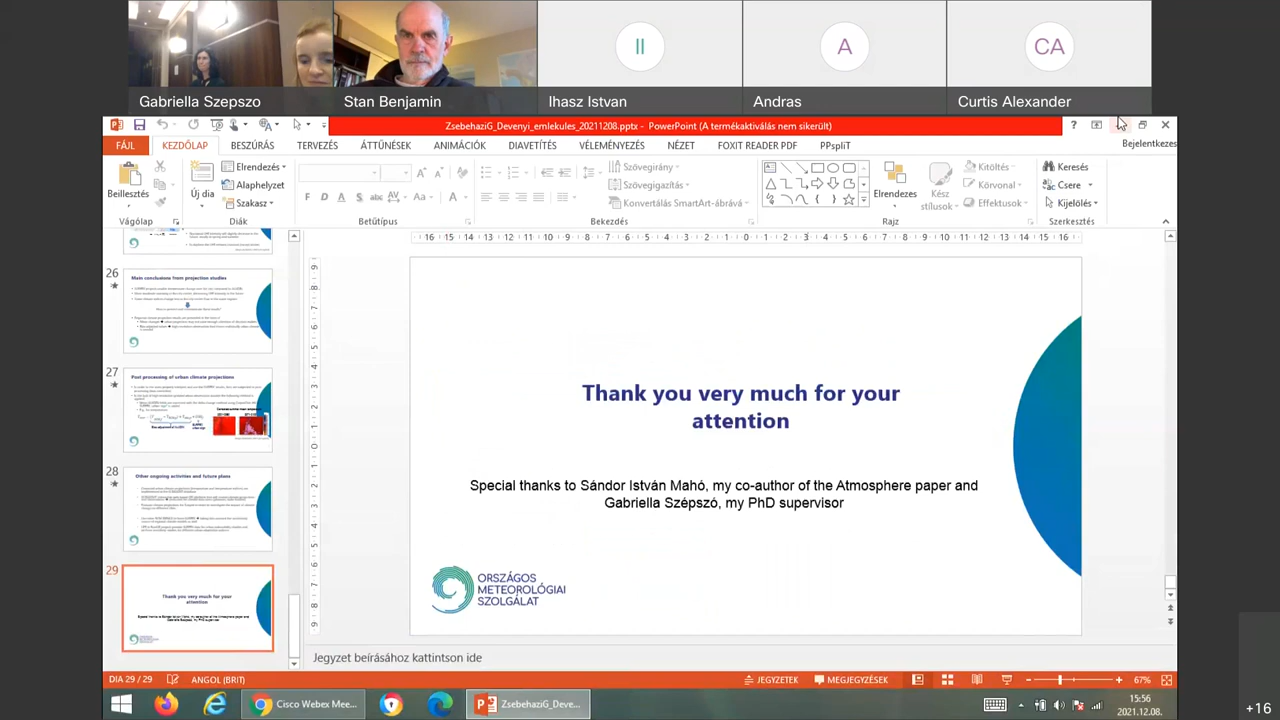 II
A
CA
Gabriella Szepszo
Stan Benjamin
Ihasz Istvan
Andras
Curtis Alexander
ZsebehaziG_Devenyi_emlekules_20211208.pptx - PowerPoint (A termékaktiválás nem sikerült)
FÁJL
KEZDŐLAP
BESZÚRÁS
TERVEZÉS
ÁTTŰNÉSEK
ANIMÁCIÓK
DIAVETÍTÉS
VÉLEMÉNYEZÉS
NÉZET
FOXIT READER PDF
PPspliT
Bejelentkezés
Beillesztés
Új dia
Elrendezés
Alaphelyzet
Szakasz
Szövegirány
Szövegigazítás
Konvertálás SmartArt-ábrává
Elrendezés
Kész stílusok
Kitöltés
Körvonal
Effektusok
Keresés
Csere
Kijelölés
Vágólap
Diák
Betűtípus
Bekezdés
Rajz
Szerkesztés
26
Main conclusions from projection studies
27
Post processing of urban climate projections
28
Other ongoing activities and future plans
29
Thank you very much for your
attention
Thank you very much for your
attention
Special thanks to Sándor István Mahó, my co-author of the Atmosphere paper and
Gabriella Szépszó, my PhD supervisor
ORSZÁGOS
METEOROLÓGIAI
SZOLGÁLAT
Jegyzet beírásához kattintson ide
DIA 29 / 29
ANGOL (BRIT)
JEGYZETEK
MEGJEGYZÉSEK
67%
Cisco Webex Mee...
ZsebehaziG_Deve...
15:56
2021.12.08.
+16